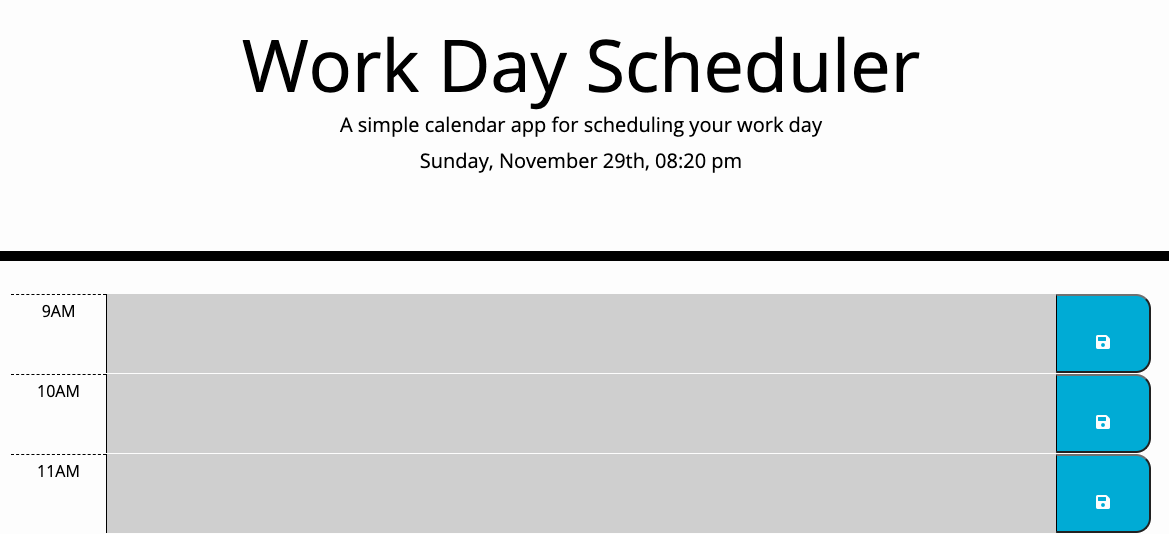 Work Day Scheduler
A simple calendar app for scheduling your work day
Sunday, November 29th, 08:20 pm
9AM
10AM
11AM